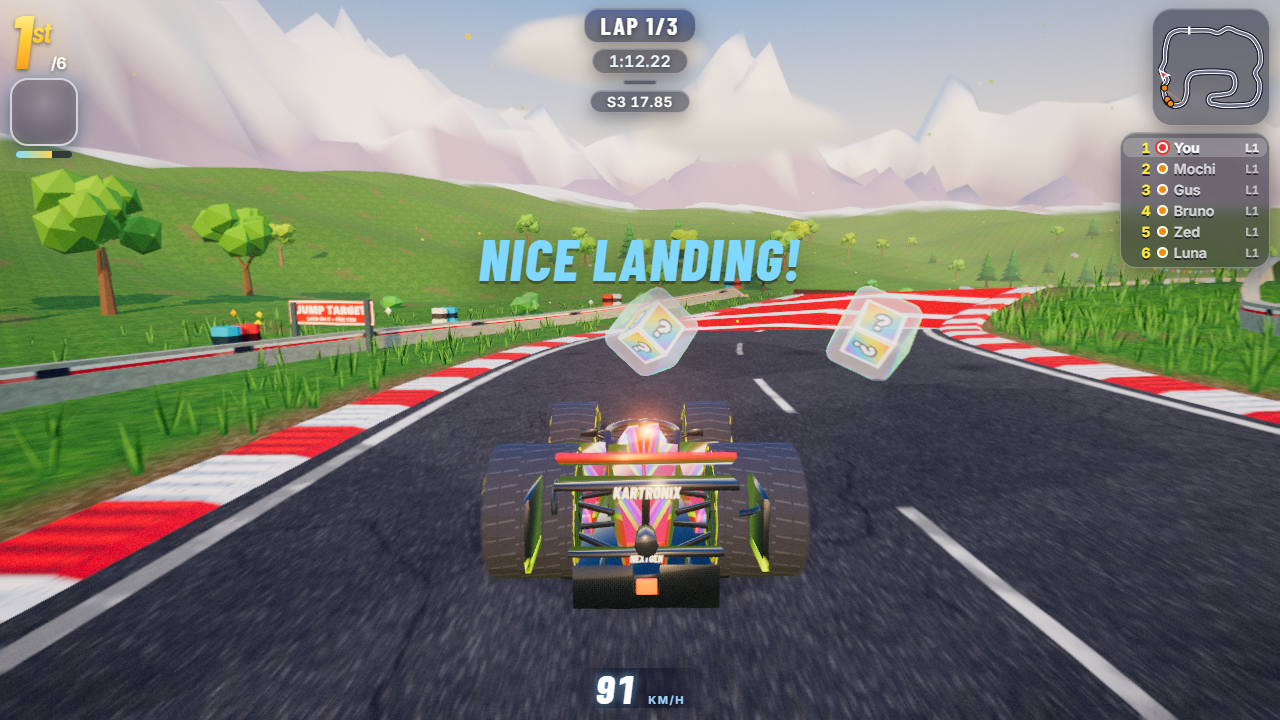 1st
/6
LAP 1/3
1:12.22
S3 17.85
1 You L1
2 Mochi L1
3 Gus L1
4 Bruno L1
5 Zed L1
6 Luna L1
NICE LANDING!
JUMP TARGET
? ?
? ?
KARTRONIX
NEXTGEN
91 KM/H